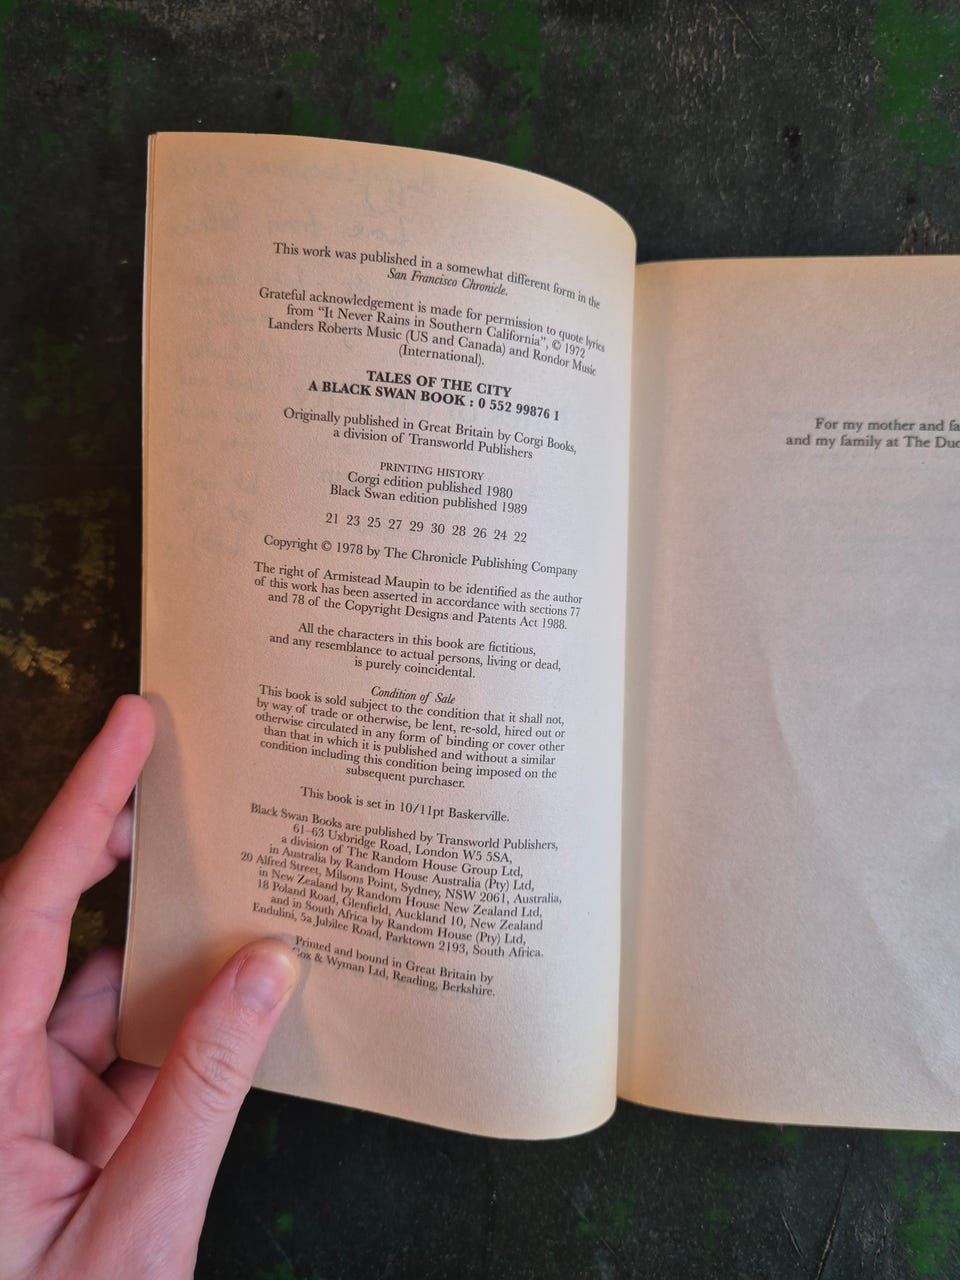 This work was published in a somewhat different form in the
San Francisco Chronicle.
Grateful acknowledgement is made for permission to quote lyrics
from “It Never Rains in Southern California”, © 1972
Landers Roberts Music (US and Canada) and Rondor Music
(International).
TALES OF THE CITY
A BLACK SWAN BOOK : 0 552 99876 1
Originally published in Great Britain by Corgi Books,
a division of Transworld Publishers
PRINTING HISTORY
Corgi edition published 1980
Black Swan edition published 1989
21 23 25 27 29 30 28 26 24 22
Copyright © 1978 by The Chronicle Publishing Company
The right of Armistead Maupin to be identified as the author
of this work has been asserted in accordance with sections 77
and 78 of the Copyright Designs and Patents Act 1988.
All the characters in this book are fictitious,
and any resemblance to actual persons, living or dead,
is purely coincidental.
Condition of Sale
This book is sold subject to the condition that it shall not,
by way of trade or otherwise, be lent, re-sold, hired out or
otherwise circulated in any form of binding or cover other
than that in which it is published and without a similar
condition including this condition being imposed on the
subsequent purchaser.
This book is set in 10/11pt Baskerville.
Black Swan Books are published by Transworld Publishers,
61–63 Uxbridge Road, London W5 5SA,
a division of The Random House Group Ltd,
in Australia by Random House Australia (Pty) Ltd,
20 Alfred Street, Milsons Point, Sydney, NSW 2061, Australia,
in New Zealand by Random House New Zealand Ltd,
18 Poland Road, Glenfield, Auckland 10, New Zealand
and in South Africa by Random House (Pty) Ltd,
Endulini, 5a Jubilee Road, Parktown 2193, South Africa.
Printed and bound in Great Britain by
Cox & Wyman Ltd, Reading, Berkshire.
For my mother and fa
and my family at The Duc